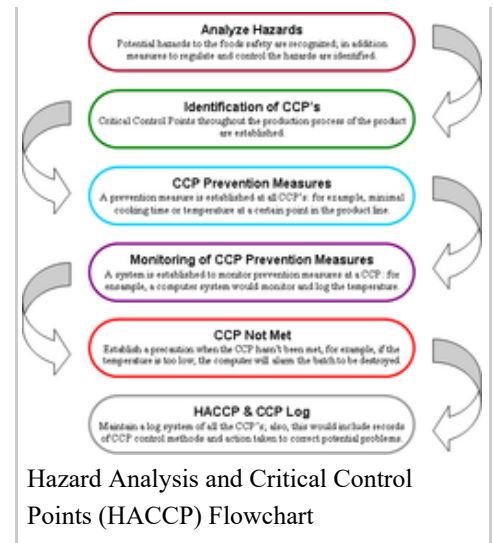 Analyze Hazards
Potential hazards to the foods safety are recognized; in addition
measures to regulate and control the hazards are identified.
Identification of CCP's
Critical Control Points throughout the production process of the product
are established.
CCP Prevention Measures
A prevention measure is established at all CCP's: for example, minimal
cooking time or temperature at a certain point in the product line.
Monitoring of CCP Prevention Measures
A system is established to monitor prevention measures at a CCP: for
ensample, a computer system would monitor and log the temperature.
CCP Not Met
Establish a precaution when the CCP hasn't been met, for example, if the
temperature is too low, the computer will alarm the batch to be destroyed.
HACCP & CCP Log
Maintain a log system of all the CCP's; also, this would include records
of CCP control methods and action taken to correct potential problems.
Hazard Analysis and Critical Control
Points (HACCP) Flowchart